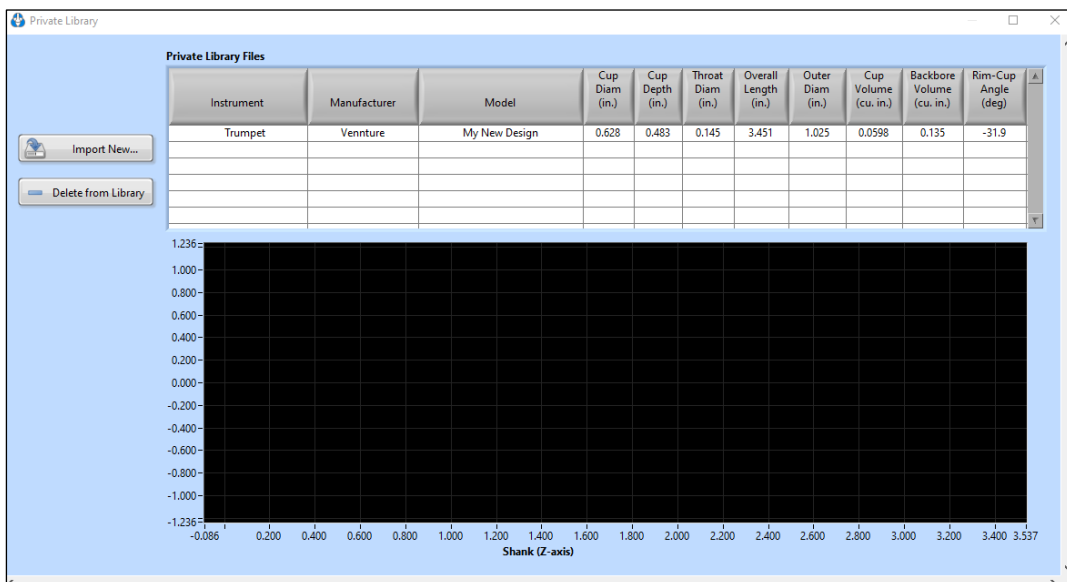 Private Library
Private Library Files
Instrument Manufacturer Model Cup Diam (in.) Cup Depth (in.) Throat Diam (in.) Overall Length (in.) Outer Diam (in.) Cup Volume (cu. in.) Backbore Volume (cu. in.) Rim-Cup Angle (deg)
Trumpet Vennture My New Design 0.628 0.483 0.145 3.451 1.025 0.0598 0.135 -31.9
Import New...
Delete from Library
1.236
1.000
0.800
0.600
0.400
0.200
0.000
-0.200
-0.400
-0.600
-0.800
-1.000
-1.236
-0.086 0.200 0.400 0.600 0.800 1.000 1.200 1.400 1.600 1.800 2.000 2.200 2.400 2.600 2.800 3.000 3.200 3.400 3.537
Shank (Z-axis)